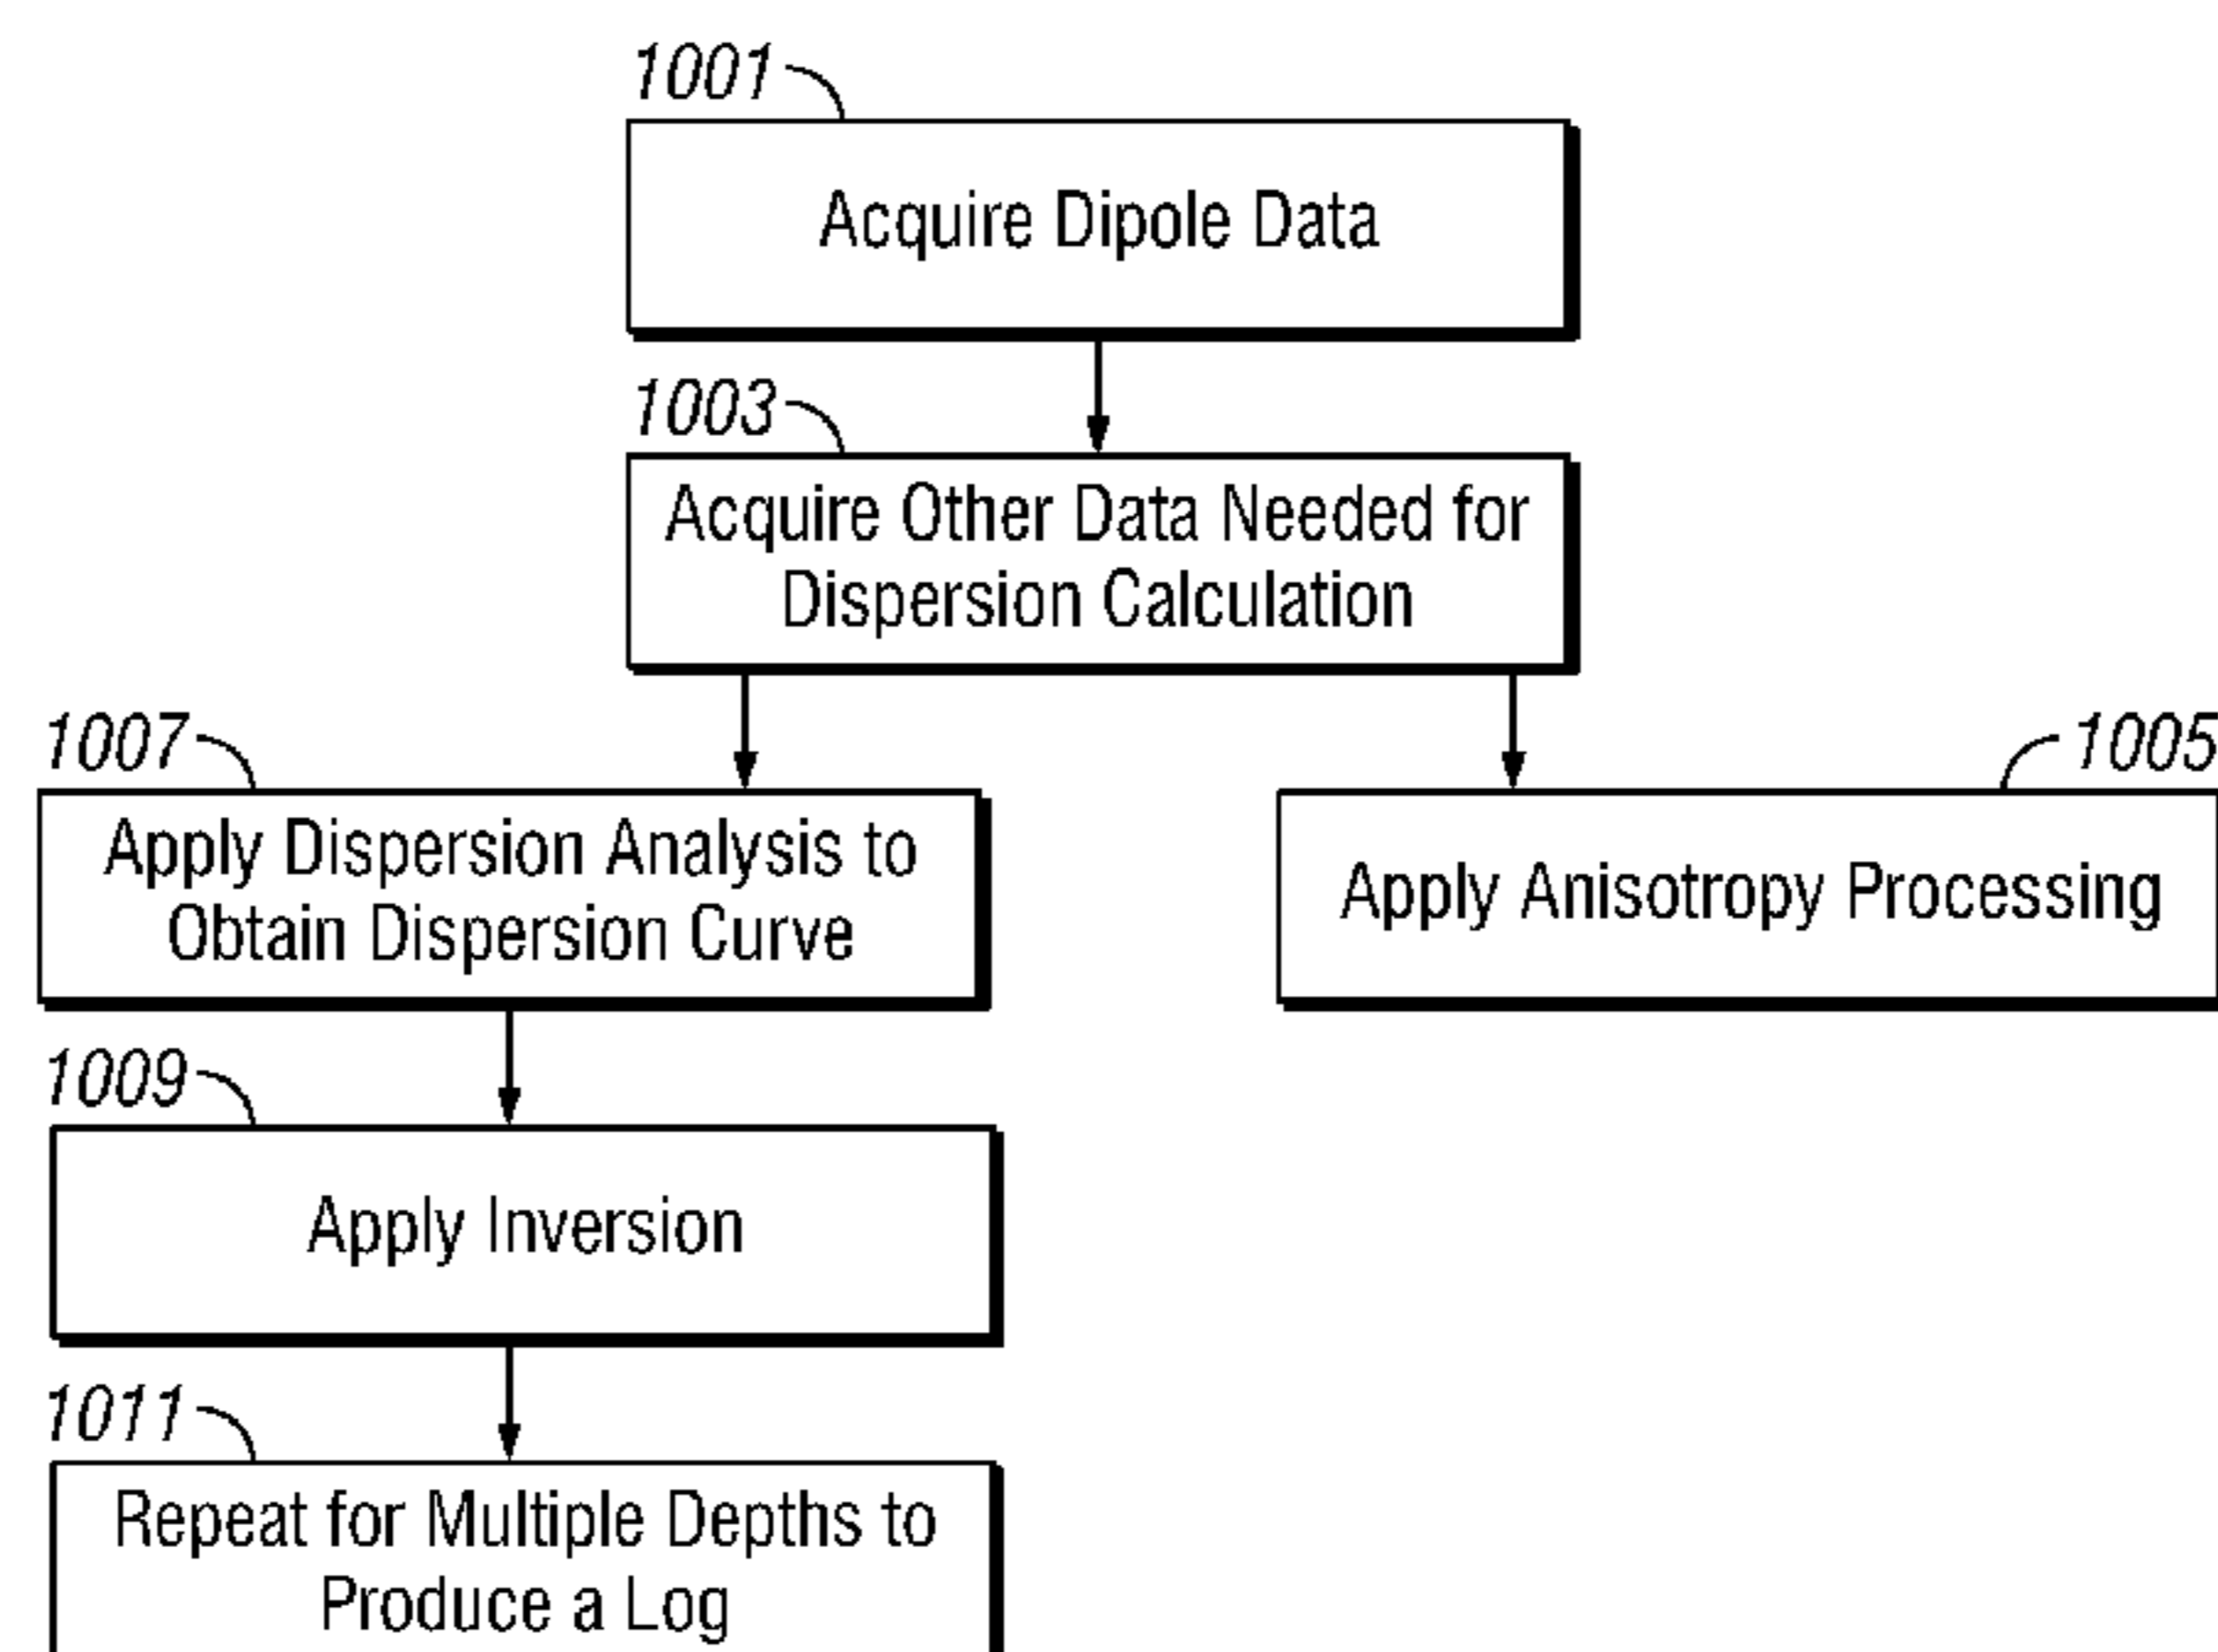 1001
Acquire Dipole Data
1003
Acquire Other Data Needed for
Dispersion Calculation
1007
1005
Apply Dispersion Analysis to
Obtain Dispersion Curve
Apply Anisotropy Processing
1009
Apply Inversion
1011
Repeat for Multiple Depths to
Produce a Log